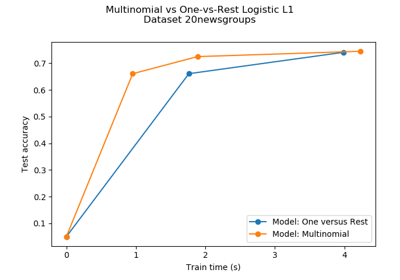 Multinomial vs One-vs-Rest Logistic L1
Dataset 20newsgroups
0.7
0.6
0.5
0.4
0.3
0.2
0.1
Test accuracy
Model: One versus Rest
Model: Multinomial
0 1 2 3 4
Train time (s)